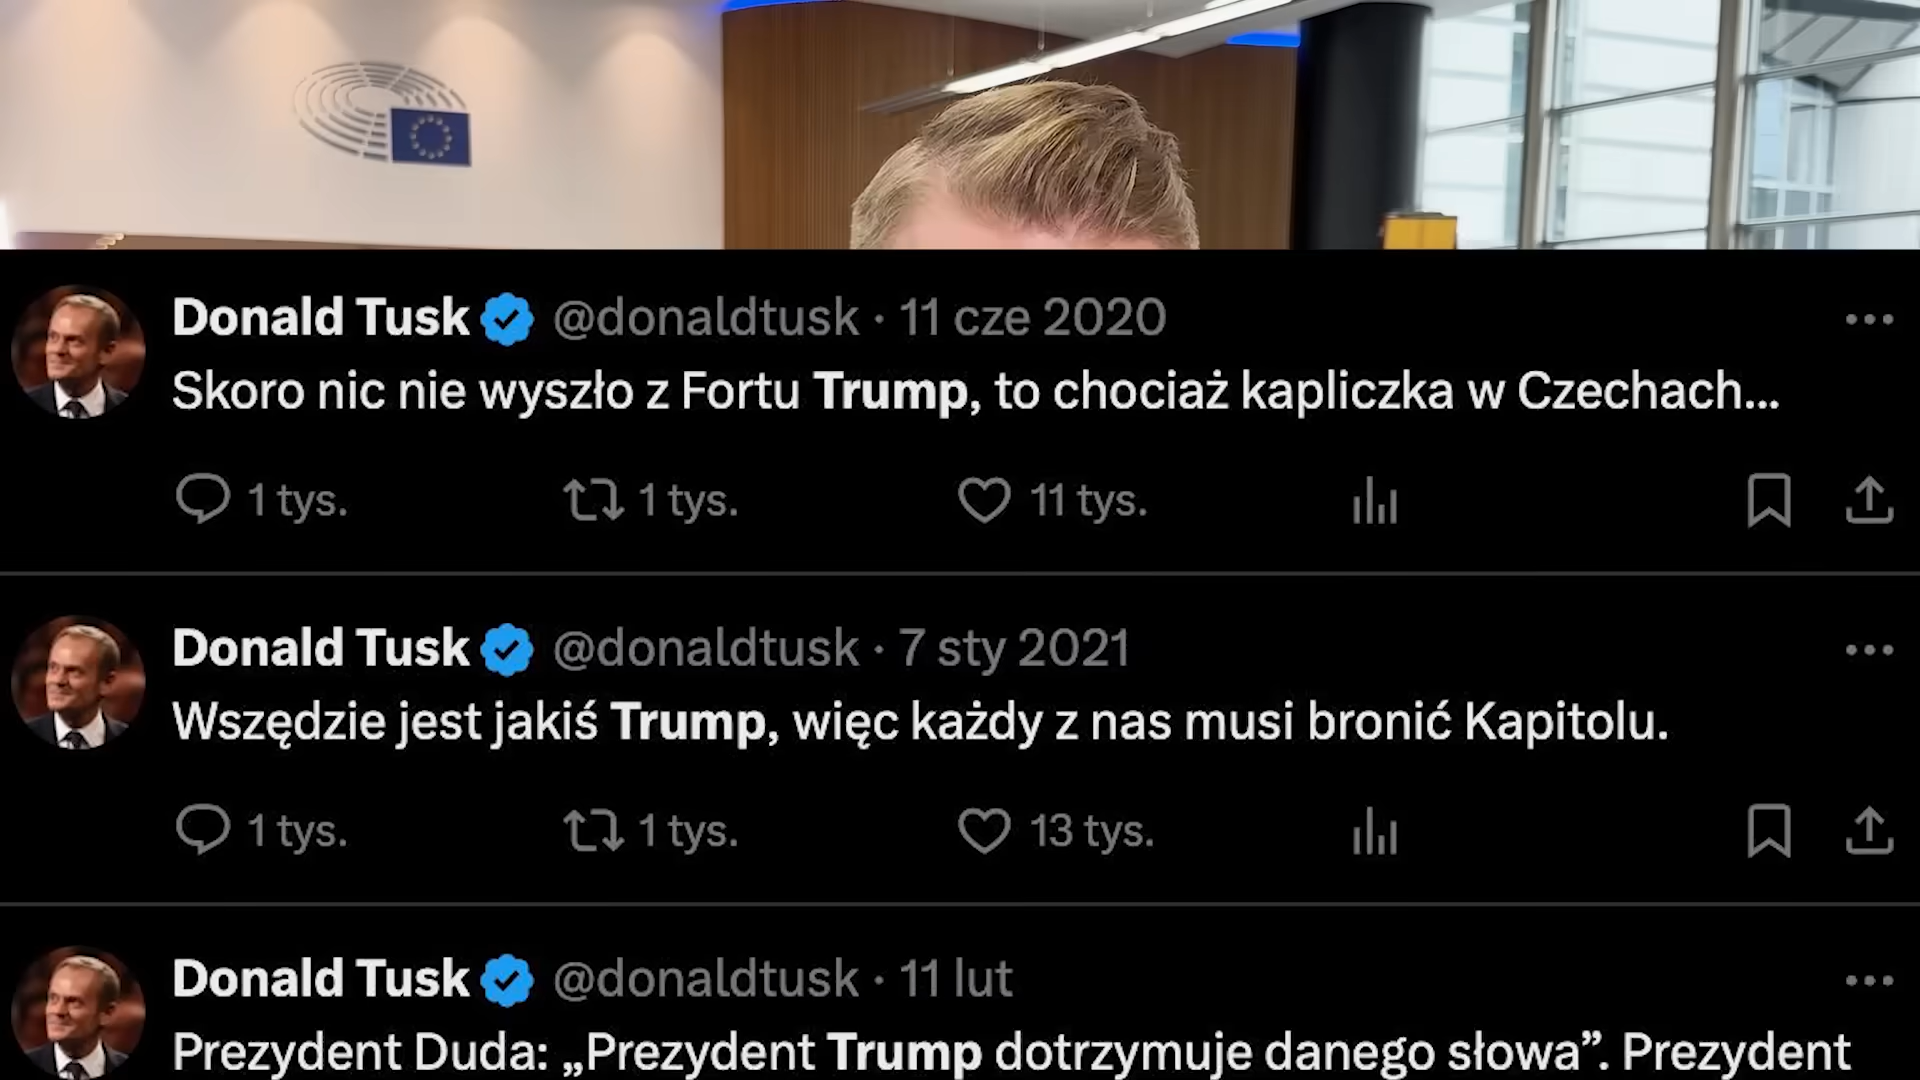 Donald Tusk @donaldtusk · 11 cze 2020
Skoro nic nie wyszło z Fortu Trump, to chociaż kapliczka w Czechach...
1 tys. 1 tys. 11 tys.
Donald Tusk @donaldtusk · 7 sty 2021
Wszędzie jest jakiś Trump, więc każdy z nas musi bronić Kapitolu.
1 tys. 1 tys. 13 tys.
Donald Tusk @donaldtusk · 11 lut
Prezydent Duda: „Prezydent Trump dotrzymuje danego słowa”. Prezydent